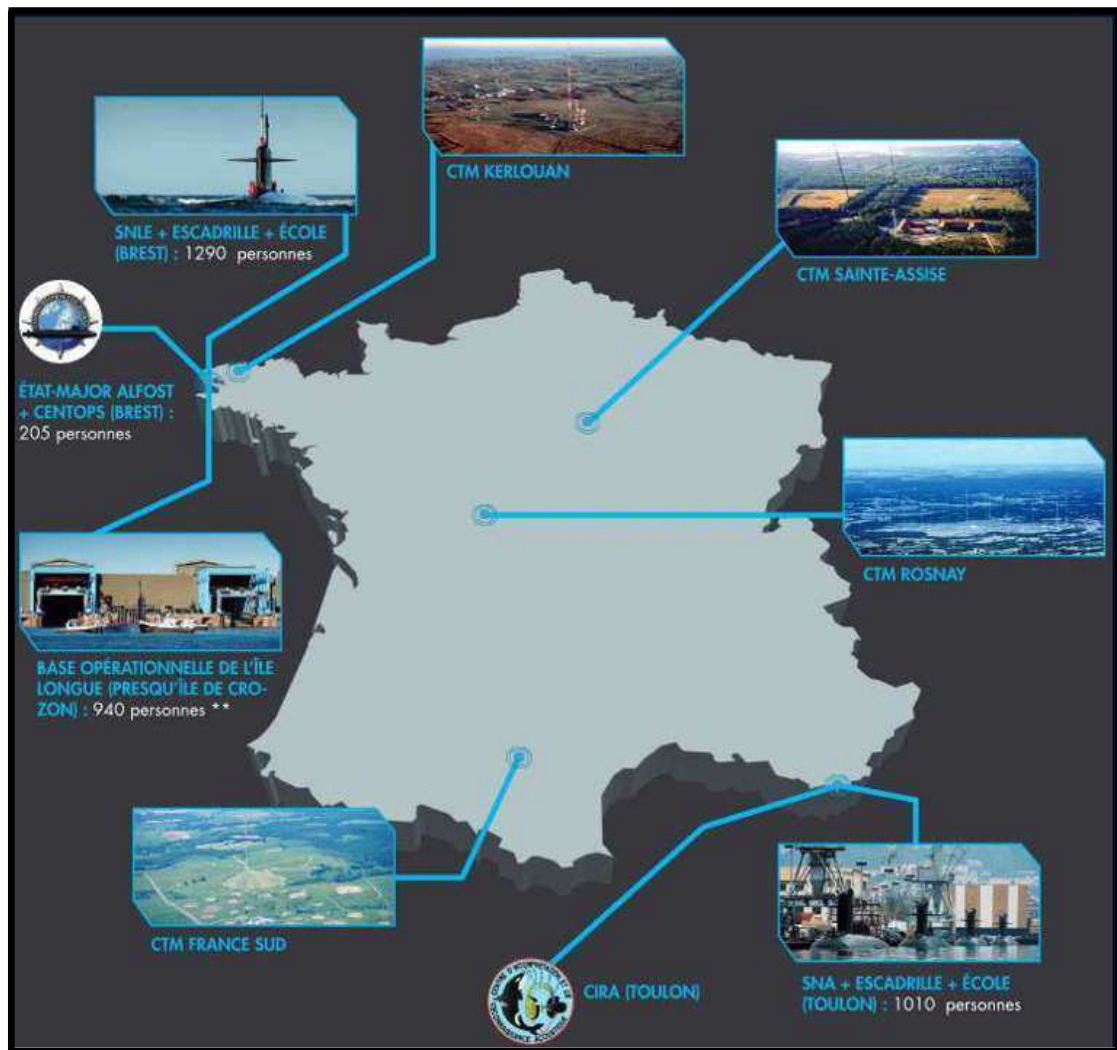 CTM KERLOUAN
SNLE + ESCADRILLE + ÉCOLE
(BREST) : 1290 personnes
CTM SAINTE-ASSISE
ÉTAT-MAJOR ALFOST
+ CENTOPS (BREST) :
205 personnes
CTM ROSNAY
BASE OPÉRATIONNELLE DE L'ÎLE
LONGUE (PRESQU'ÎLE DE CRO-
ZON) : 940 personnes **
CTM FRANCE SUD
CIRA (TOULON)
SNA + ESCADRILLE + ÉCOLE
(TOULON) : 1010 personnes